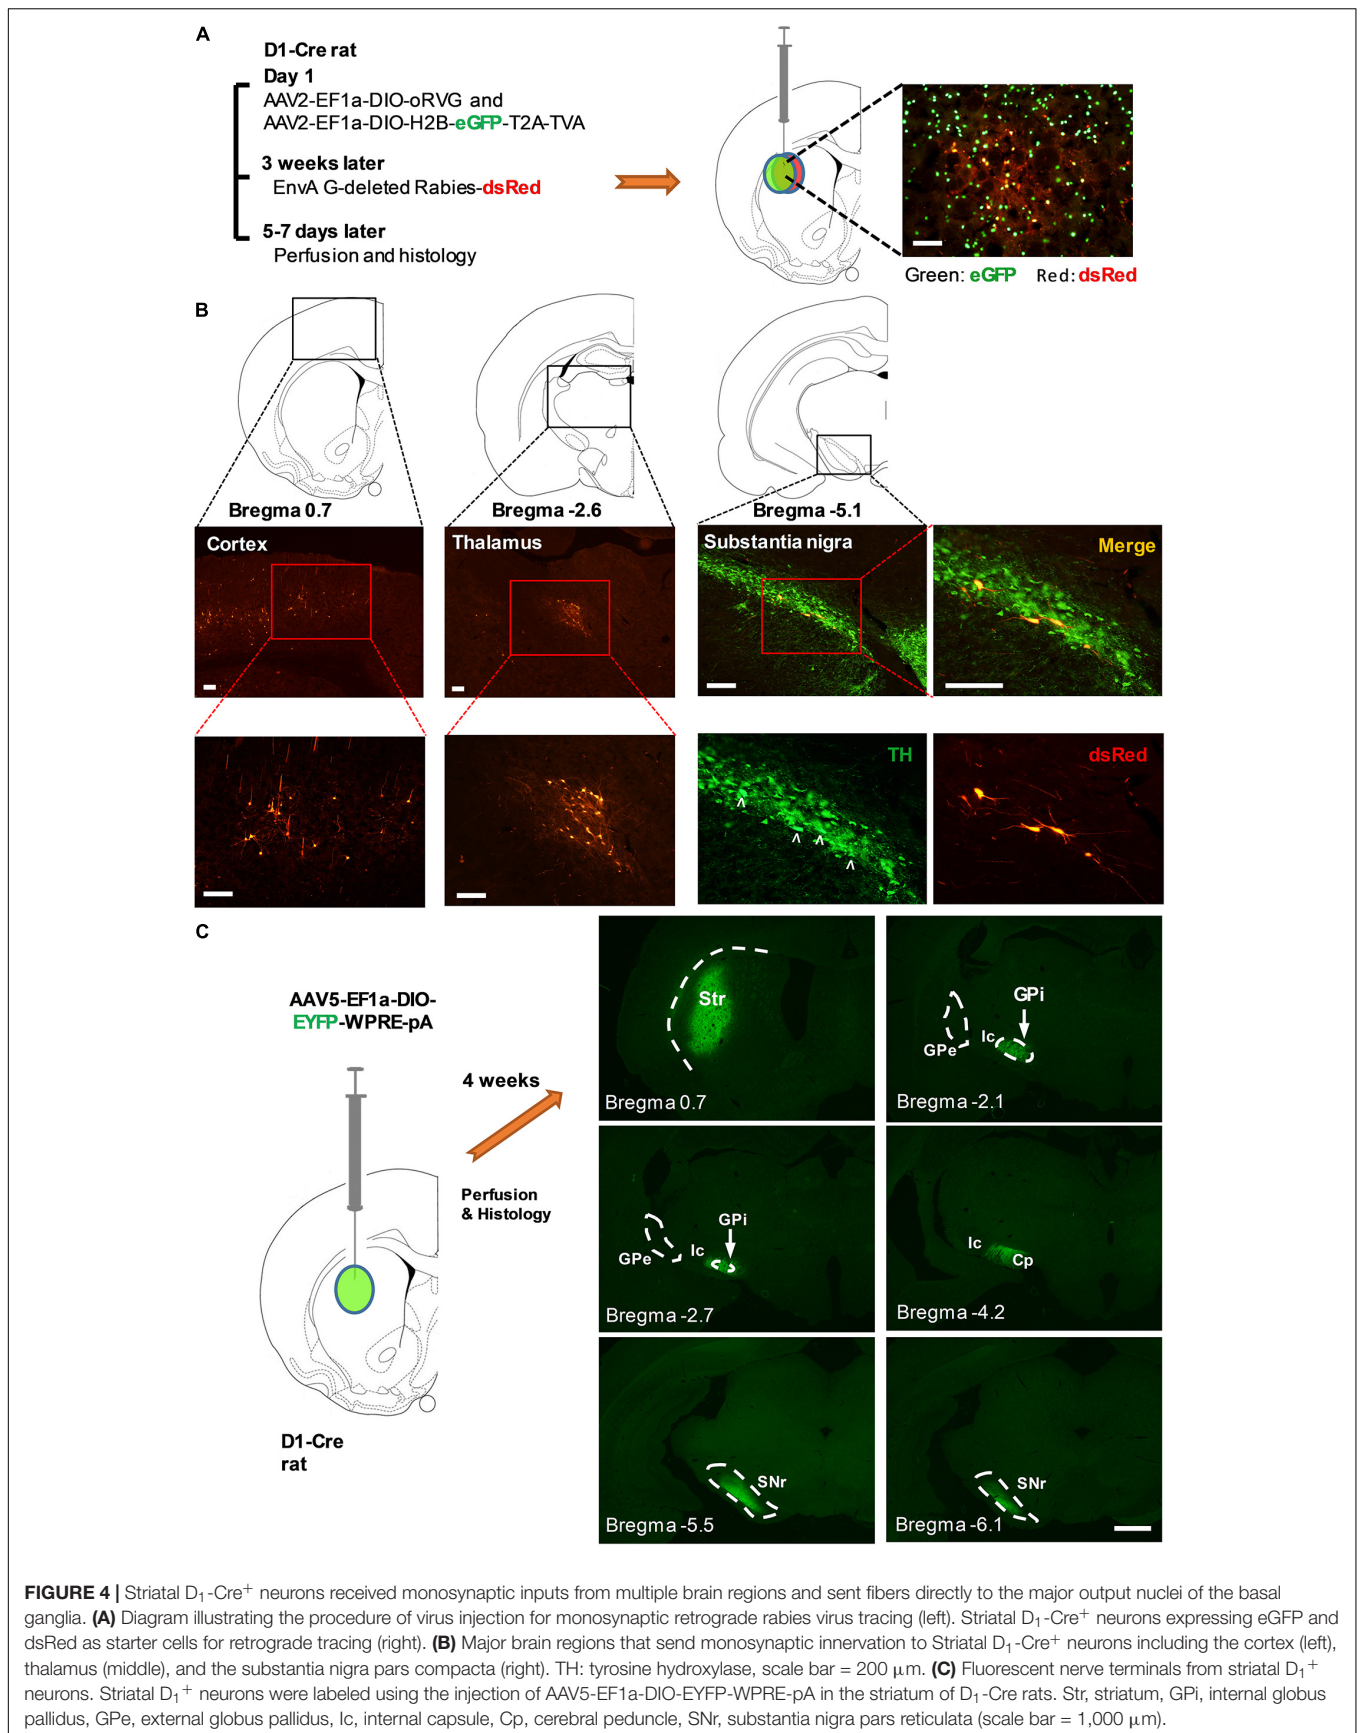 A
D1-Cre rat
Day 1
AAV2-EF1a-DIO-oRVG and
AAV2-EF1a-DIO-H2B-eGFP-T2A-TVA
3 weeks later
EnvA G-deleted Rabies-dsRed
5-7 days later
Perfusion and histology
Green: eGFP Red: dsRed
B
Bregma 0.7
Bregma -2.6
Bregma -5.1
Cortex
Thalamus
Substantia nigra
Merge
TH
dsRed
^
^ ^
^
C
AAV5-EF1a-DIO-
EYFP-WPRE-pA
4 weeks
Perfusion
& Histology
D1-Cre
rat
Str
Bregma 0.7
GPi
Ic
GPe
Bregma -2.1
GPi
Ic
GPe
Bregma -2.7
Ic
Cp
Bregma -4.2
SNr
Bregma -5.5
SNr
Bregma -6.1
FIGURE 4 | Striatal D₁-Cre⁺ neurons received monosynaptic inputs from multiple brain regions and sent fibers directly to the major output nuclei of the basal
ganglia. (A) Diagram illustrating the procedure of virus injection for monosynaptic retrograde rabies virus tracing (left). Striatal D₁-Cre⁺ neurons expressing eGFP and
dsRed as starter cells for retrograde tracing (right). (B) Major brain regions that send monosynaptic innervation to Striatal D₁-Cre⁺ neurons including the cortex (left),
thalamus (middle), and the substantia nigra pars compacta (right). TH: tyrosine hydroxylase, scale bar = 200 μm. (C) Fluorescent nerve terminals from striatal D₁⁺
neurons. Striatal D₁⁺ neurons were labeled using the injection of AAV5-EF1a-DIO-EYFP-WPRE-pA in the striatum of D₁-Cre rats. Str, striatum, GPi, internal globus
pallidus, GPe, external globus pallidus, Ic, internal capsule, Cp, cerebral peduncle, SNr, substantia nigra pars reticulata (scale bar = 1,000 μm).